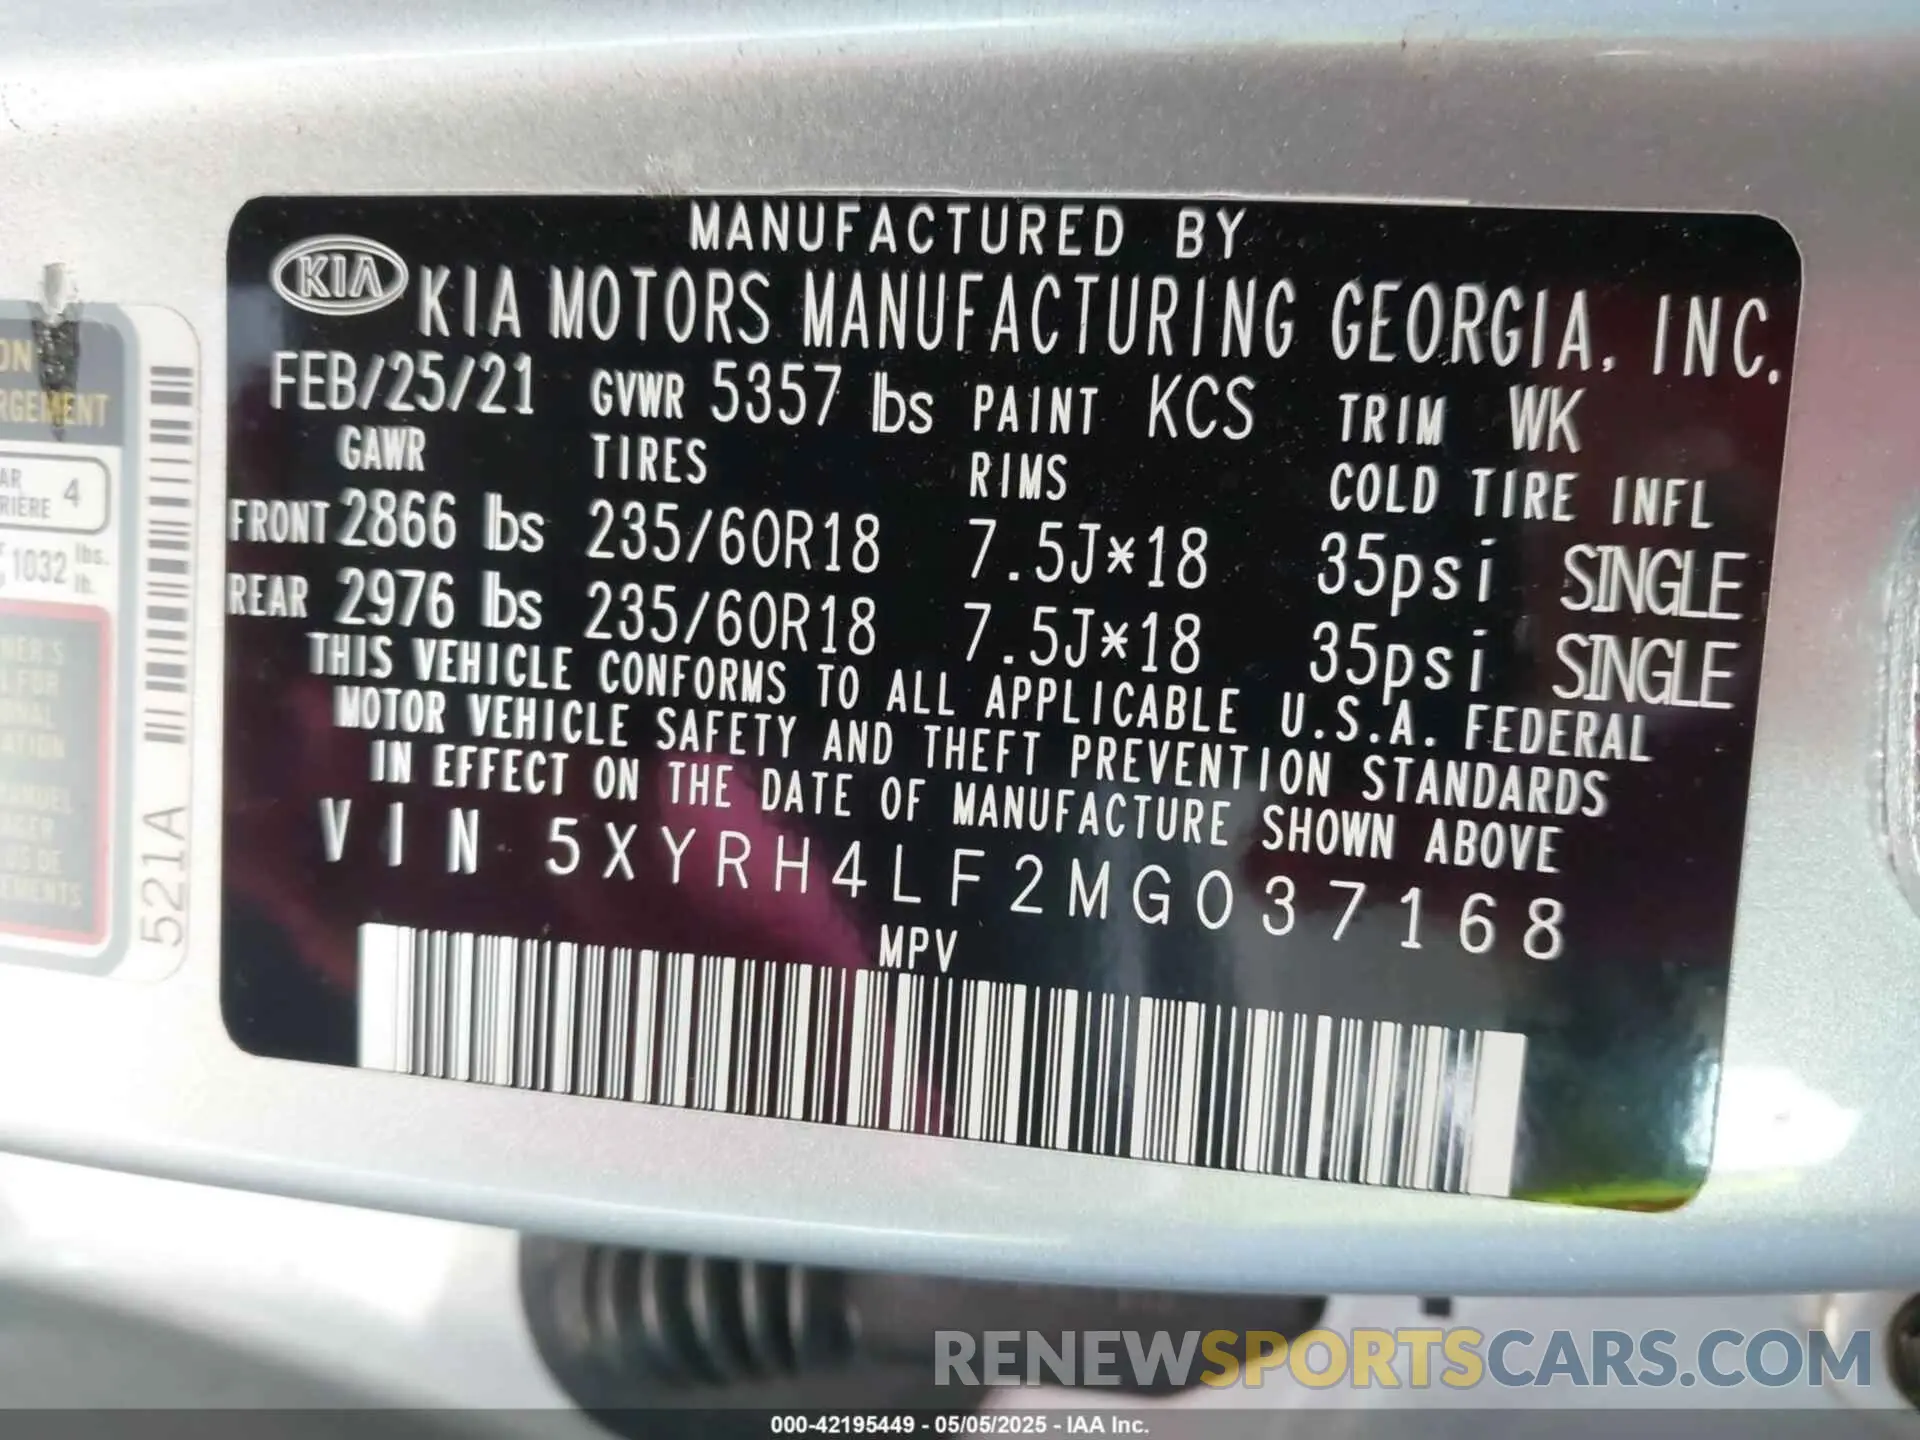 MANUFACTURED BY
KIA KIA MOTORS MANUFACTURING GEORGIA, INC.
FEB/25/21 GVWR 5357 lbs PAINT KCS TRIM WK
GAWR TIRES RIMS COLD TIRE INFL
FRONT 2866 lbs 235/60R18 7.5J*18 35psi SINGLE
REAR 2976 lbs 235/60R18 7.5J*18 35psi SINGLE
THIS VEHICLE CONFORMS TO ALL APPLICABLE U.S.A. FEDERAL
MOTOR VEHICLE SAFETY AND THEFT PREVENTION STANDARDS
IN EFFECT ON THE DATE OF MANUFACTURE SHOWN ABOVE
VIN 5XYRH4LF2MG037168
MPV
4
1032 lbs.
lb.
521A
RENEWSPORTSCARS.COM
000-42195449 - 05/05/2025 - IAA Inc.